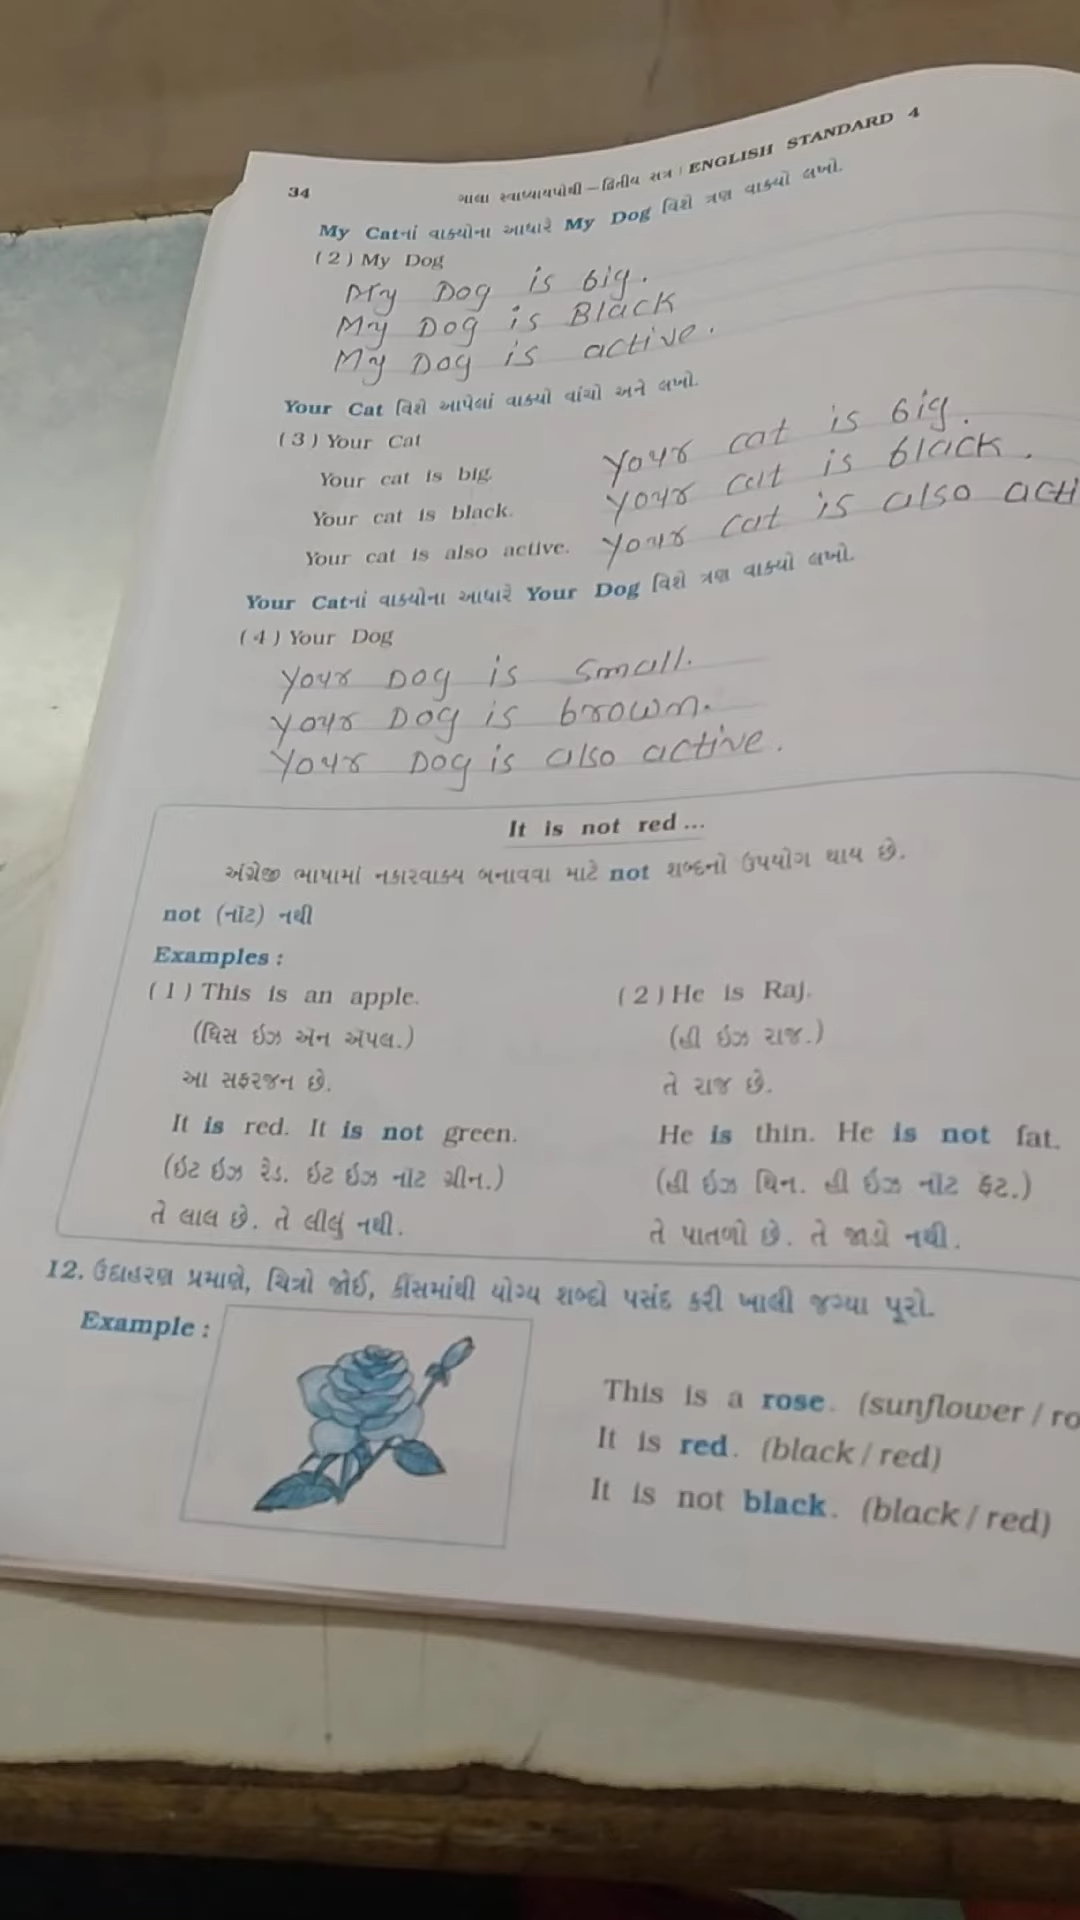 34
ગાલા સ્વાધ્યાયપોથી – દ્વિતીય સત્ર : ENGLISH STANDARD 4
My Catનાં વાક્યોના આધારે My Dog વિશે ત્રણ વાક્યો લખો.
(2) My Dog
My Dog is big.
My Dog is Black
My Dog is active.
Your Cat વિશે આપેલાં વાક્યો વાંચો અને લખો.
(3) Your Cat
Your cat is big. Your cat is big.
Your cat is black. Your cat is black.
Your cat is also active. Your cat is also acti
Your Catનાં વાક્યોના આધારે Your Dog વિશે ત્રણ વાક્યો લખો.
(4) Your Dog
Your Dog is small.
Your Dog is brown.
Your Dog is also active.
It is not red ...
અંગ્રેજી ભાષામાં નકારવાક્ય બનાવવા માટે not શબ્દનો ઉપયોગ થાય છે.
not (નૉટ) નથી
Examples :
(1) This is an apple. (2) He is Raj.
(ધિસ ઇઝ ઍન ઍપલ.) (હી ઇઝ રાજ.)
આ સફરજન છે. તે રાજ છે.
It is red. It is not green. He is thin. He is not fat.
(ઇટ ઇઝ રેડ. ઇટ ઇઝ નૉટ ગ્રીન.) (હી ઇઝ થિન. હી ઇઝ નૉટ ફૅટ.)
તે લાલ છે. તે લીલું નથી. તે પાતળો છે. તે જાડો નથી.
12. ઉદાહરણ પ્રમાણે, ચિત્રો જોઈ, કૌંસમાંથી યોગ્ય શબ્દો પસંદ કરી ખાલી જગ્યા પૂરો.
Example :
This is a rose. (sunflower / ro
It is red. (black / red)
It is not black. (black / red)